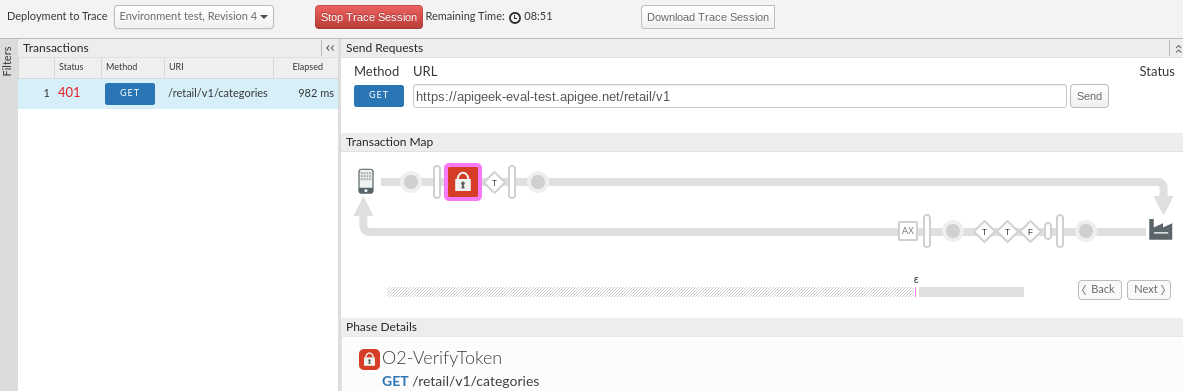 Deployment to Trace Environment test, Revision 4 Stop Trace Session Remaining Time: 08:51 Download Trace Session
Filters
Transactions
Status Method URI Elapsed
1 401 GET /retail/v1/categories 982 ms
Send Requests
Method URL Status
GET https://apigeek-eval-test.apigee.net/retail/v1 Send
Transaction Map
T
AX T T F
ε
Back Next
Phase Details
O2-VerifyToken
GET /retail/v1/categories